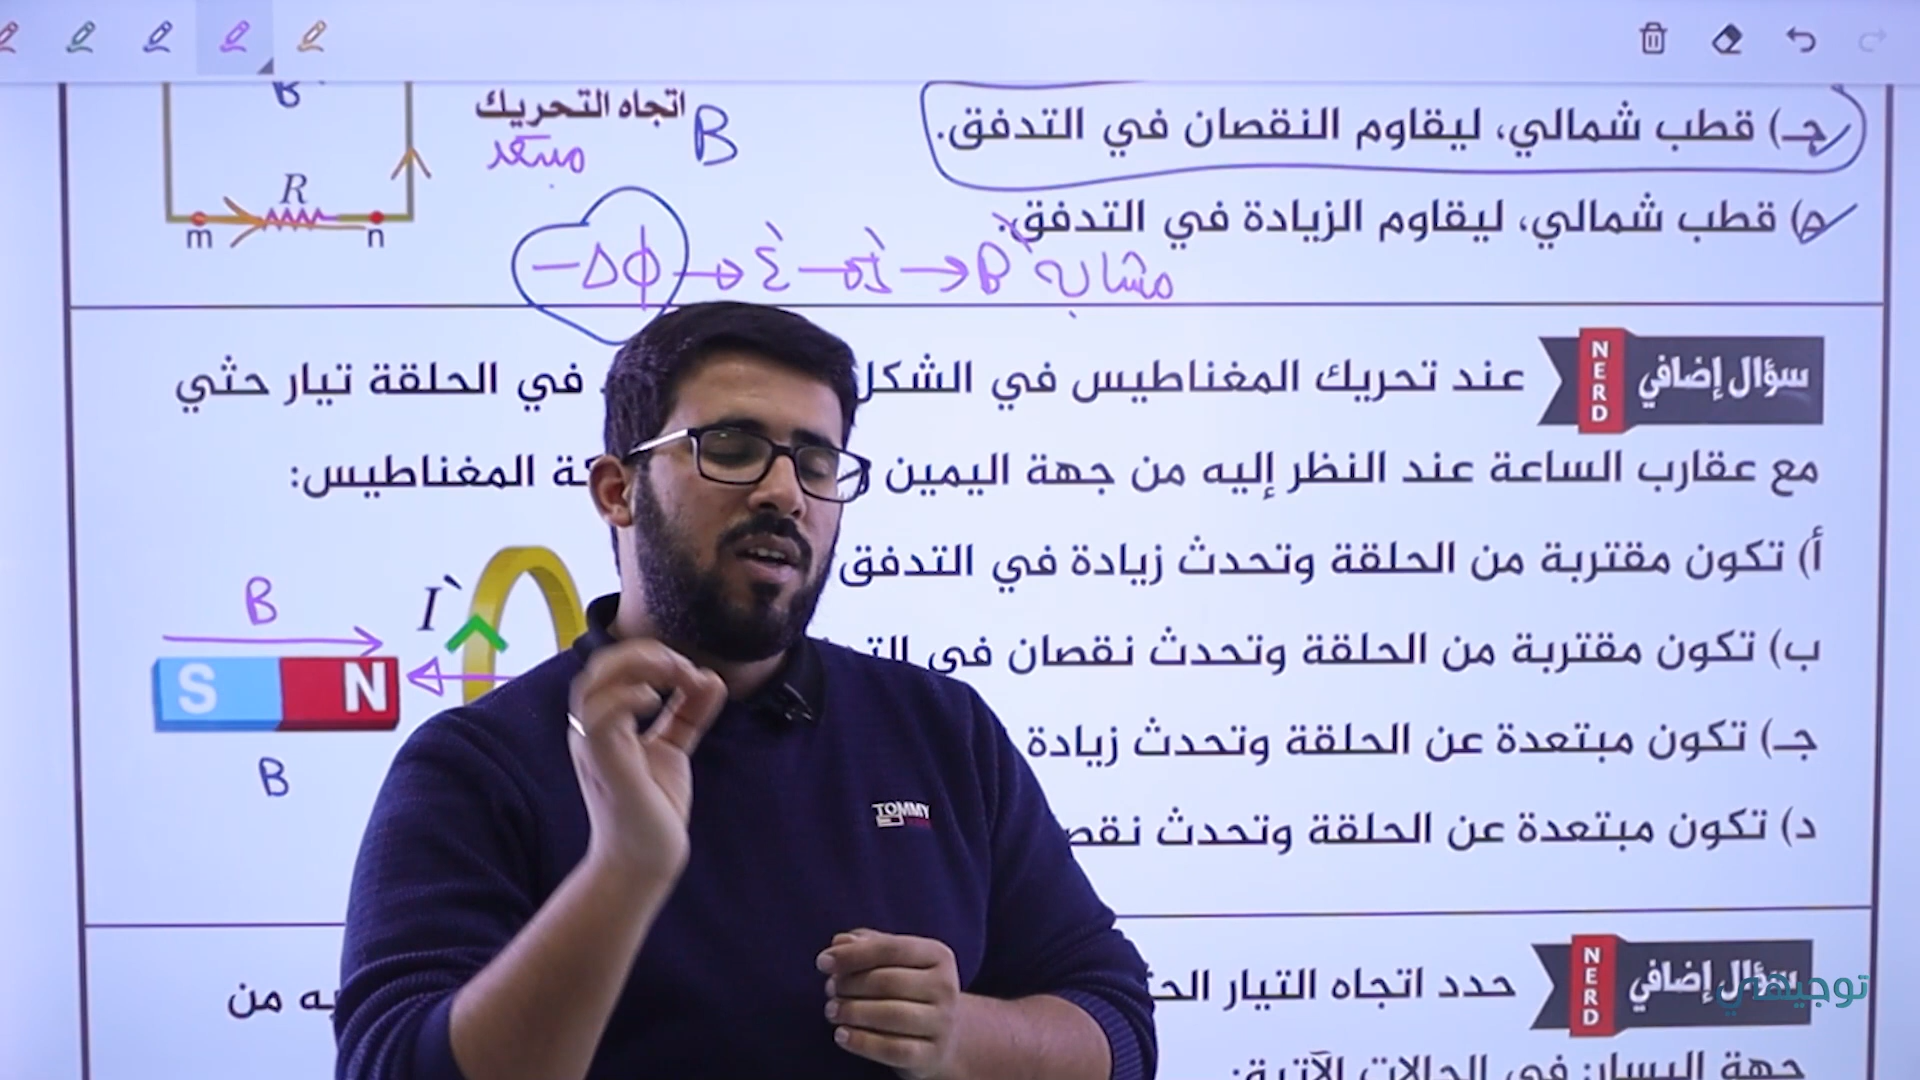 B
اتجاه التحريك
مبتعد
B
جـ) قطب شمالي، ليقاوم النقصان في التدفق.
R
m
n
قطب شمالي، ليقاوم الزيادة في التدفق.
−Δϕ → ε` → I` → B` مشابه
سؤال إضافي
NERD
عند تحريك المغناطيس في الشكل في الحلقة تيار حثي
مع عقارب الساعة عند النظر إليه من جهة اليمين المغناطيس:
أ) تكون مقتربة من الحلقة وتحدث زيادة في التدفق
ب) تكون مقتربة من الحلقة وتحدث نقصان في
جـ) تكون مبتعدة عن الحلقة وتحدث زيادة
د) تكون مبتعدة عن الحلقة وتحدث
B
I`
S N
B
TOMMY
سؤال إضافي
NERD
توجيهي
حدد اتجاه التيار من
جهة اليسار في الحالات الآتية: